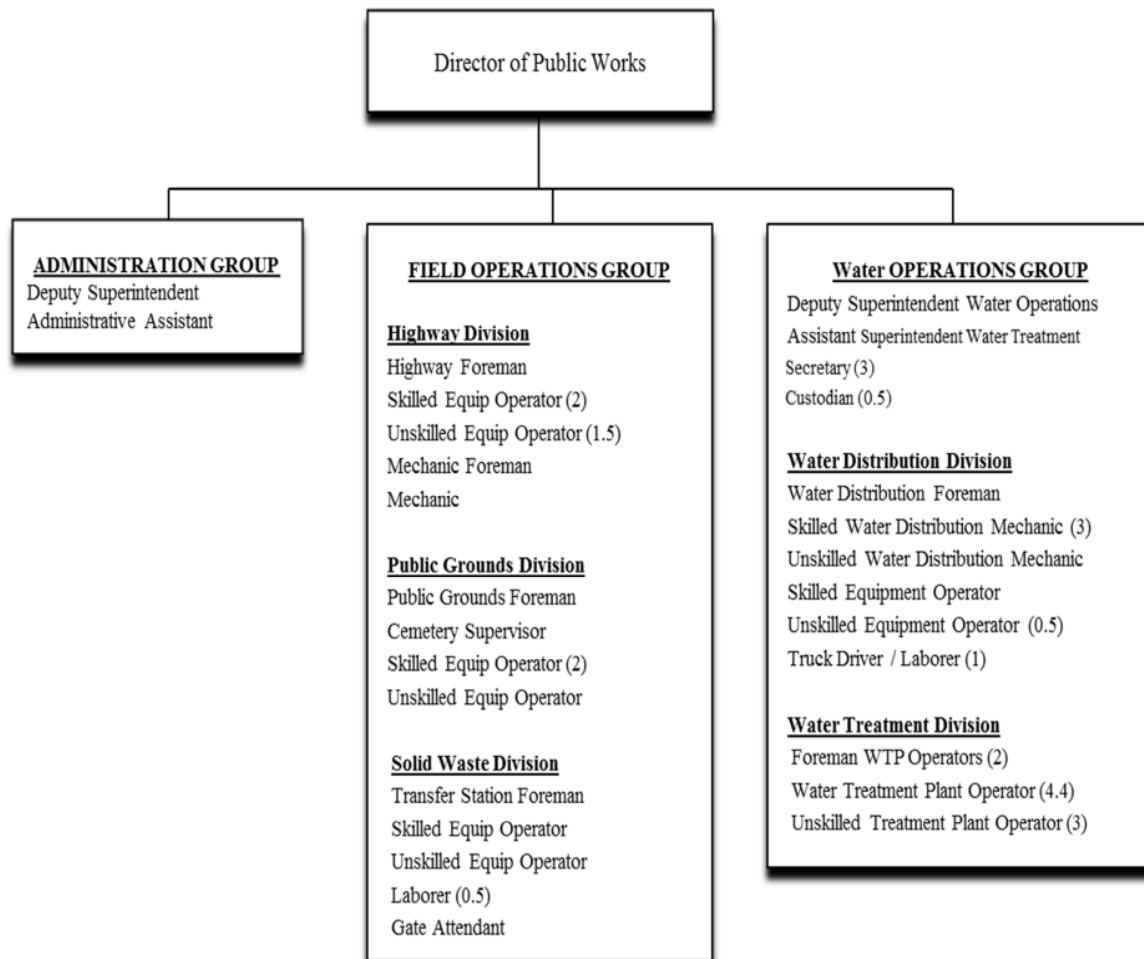 Director of Public Works
ADMINISTRATION GROUP
Deputy Superintendent
Administrative Assistant
FIELD OPERATIONS GROUP
Highway Division
Highway Foreman
Skilled Equip Operator (2)
Unskilled Equip Operator (1.5)
Mechanic Foreman
Mechanic
Public Grounds Division
Public Grounds Foreman
Cemetery Supervisor
Skilled Equip Operator (2)
Unskilled Equip Operator
Solid Waste Division
Transfer Station Foreman
Skilled Equip Operator
Unskilled Equip Operator
Laborer (0.5)
Gate Attendant
Water OPERATIONS GROUP
Deputy Superintendent Water Operations
Assistant Superintendent Water Treatment
Secretary (3)
Custodian (0.5)
Water Distribution Division
Water Distribution Foreman
Skilled Water Distribution Mechanic (3)
Unskilled Water Distribution Mechanic
Skilled Equipment Operator
Unskilled Equipment Operator (0.5)
Truck Driver / Laborer (1)
Water Treatment Division
Foreman WTP Operators (2)
Water Treatment Plant Operator (4.4)
Unskilled Treatment Plant Operator (3)